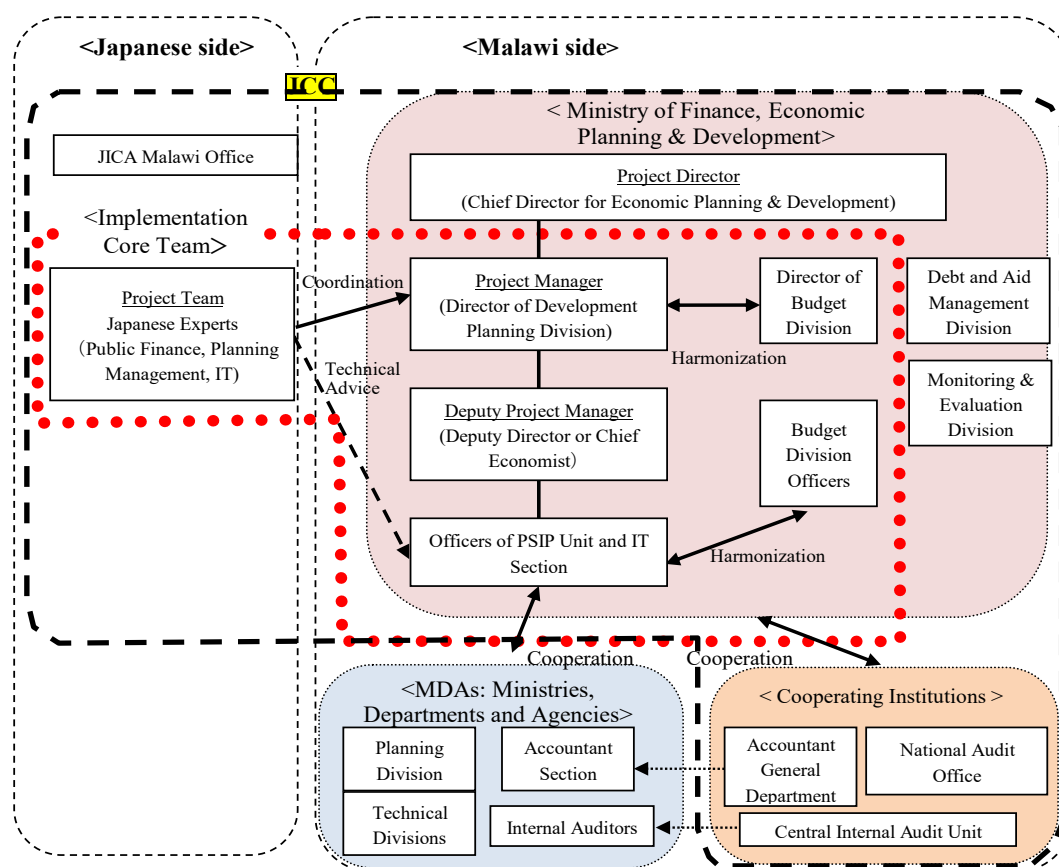 <Japanese side>
<Malawi side>
JCC
< Ministry of Finance, Economic
Planning & Development>
JICA Malawi Office
Project Director
(Chief Director for Economic Planning & Development)
<Implementation
Core Team>
Project Team
Japanese Experts
(Public Finance, Planning
Management, IT)
Coordination
Technical
Advice
Project Manager
(Director of Development
Planning Division)
Director of
Budget
Division
Debt and Aid
Management
Division
Harmonization
Monitoring &
Evaluation
Division
Deputy Project Manager
(Deputy Director or Chief
Economist)
Budget
Division
Officers
Officers of PSIP Unit and IT
Section
Harmonization
Cooperation
Cooperation
<MDAs: Ministries,
Departments and Agencies>
Planning
Division
Accountant
Section
Technical
Divisions
Internal Auditors
< Cooperating Institutions >
Accountant
General
Department
National Audit
Office
Central Internal Audit Unit